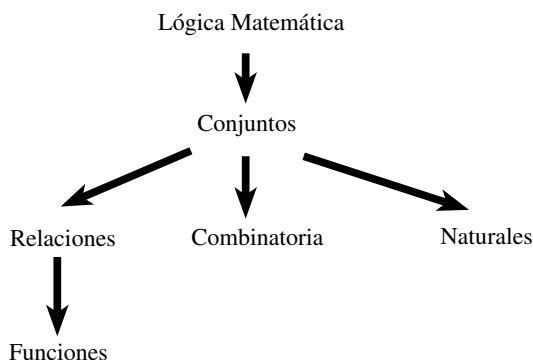 Lógica Matemática
Conjuntos
Relaciones Combinatoria Naturales
Funciones